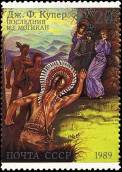 Дж. Ф. Купер.
ПОСЛЕДНИЙ
ИЗ МОГИКАН
ПОЧТА СССР
1989